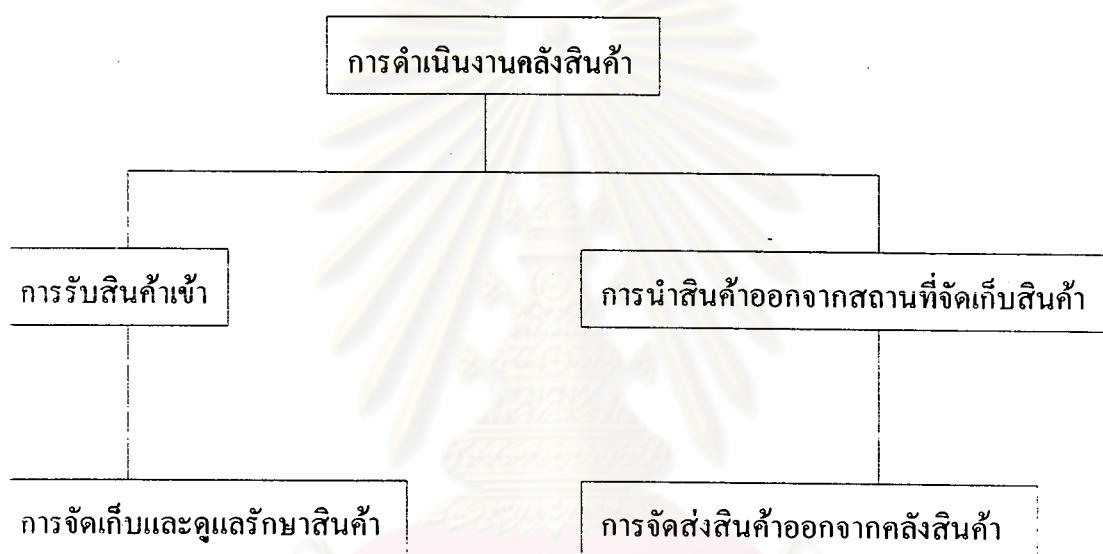 การดำเนินงานคลังสินค้า
การรับสินค้าเข้า
การนำสินค้าออกจากสถานที่จัดเก็บสินค้า
การจัดเก็บและดูแลรักษาสินค้า
การจัดส่งสินค้าออกจากคลังสินค้า